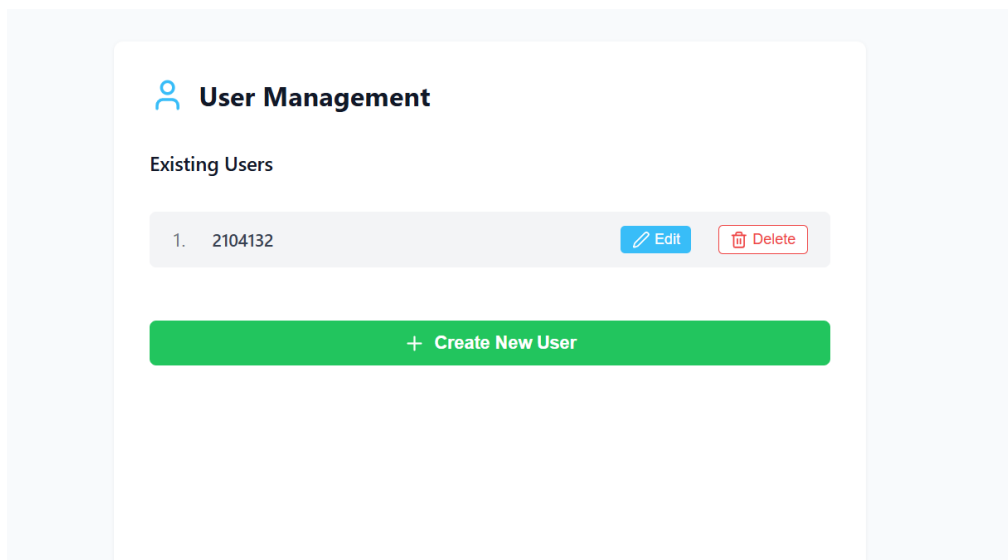 User Management
Existing Users
1. 2104132 Edit Delete
+ Create New User